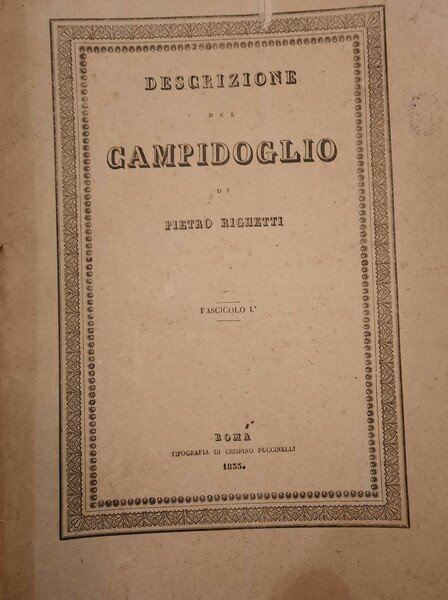 DESCRIZIONE
DEL
CAMPIDOGLIO
DI
PIETRO RIGHETTI
FASCICOLO I.°
ROMA
TIPOGRAFIA DI CRISPINO PUCCINELLI
1833.